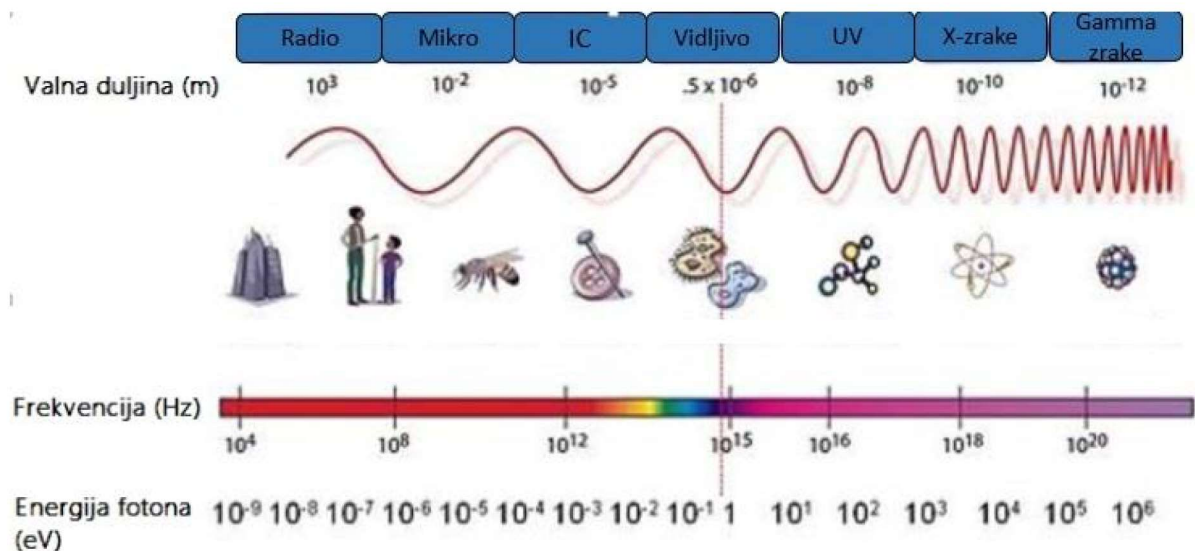 Radio Mikro IC Vidljivo UV X-zrake Gamma zrake
Valna duljina (m) 10³ 10⁻² 10⁻⁵ .5 x 10⁻⁶ 10⁻⁸ 10⁻¹⁰ 10⁻¹²
Frekvencija (Hz)
10⁴ 10⁸ 10¹² 10¹⁵ 10¹⁶ 10¹⁸ 10²⁰
Energija fotona 10⁻⁹ 10⁻⁸ 10⁻⁷ 10⁻⁶ 10⁻⁵ 10⁻⁴ 10⁻³ 10⁻² 10⁻¹ 1 10¹ 10² 10³ 10⁴ 10⁵ 10⁶
(eV)